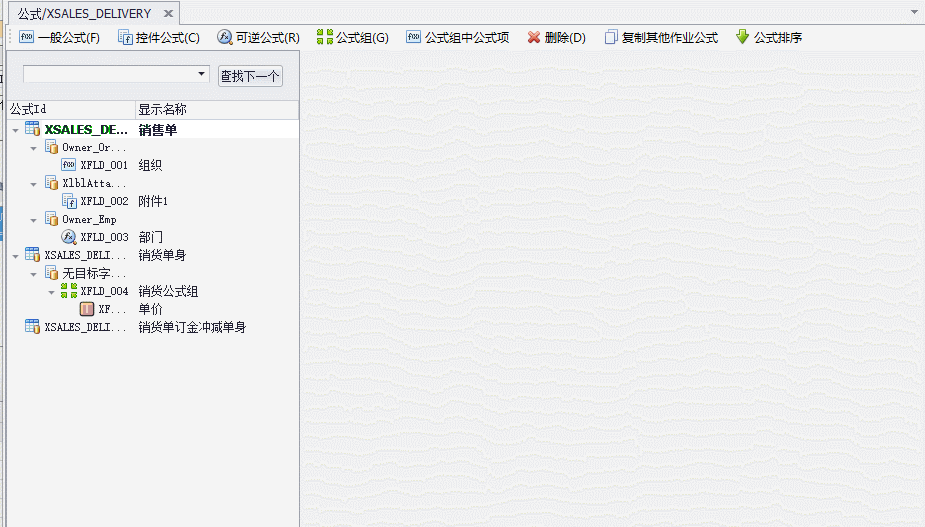 公式/XSALES_DELIVERY
一般公式(F) 控件公式(C) 可逆公式(R) 公式组(G) 公式组中公式项 删除(D) 复制其他作业公式 公式排序
查找下一个
公式Id 显示名称
XSALES_DE... 销售单
Owner_Or...
XFLD_001 组织
XlblAtta...
XFLD_002 附件1
Owner_Emp
XFLD_003 部门
XSALES_DELI... 销货单身
无目标字...
XFLD_004 销货公式组
XF... 单价
XSALES_DELI... 销货单订金冲减单身